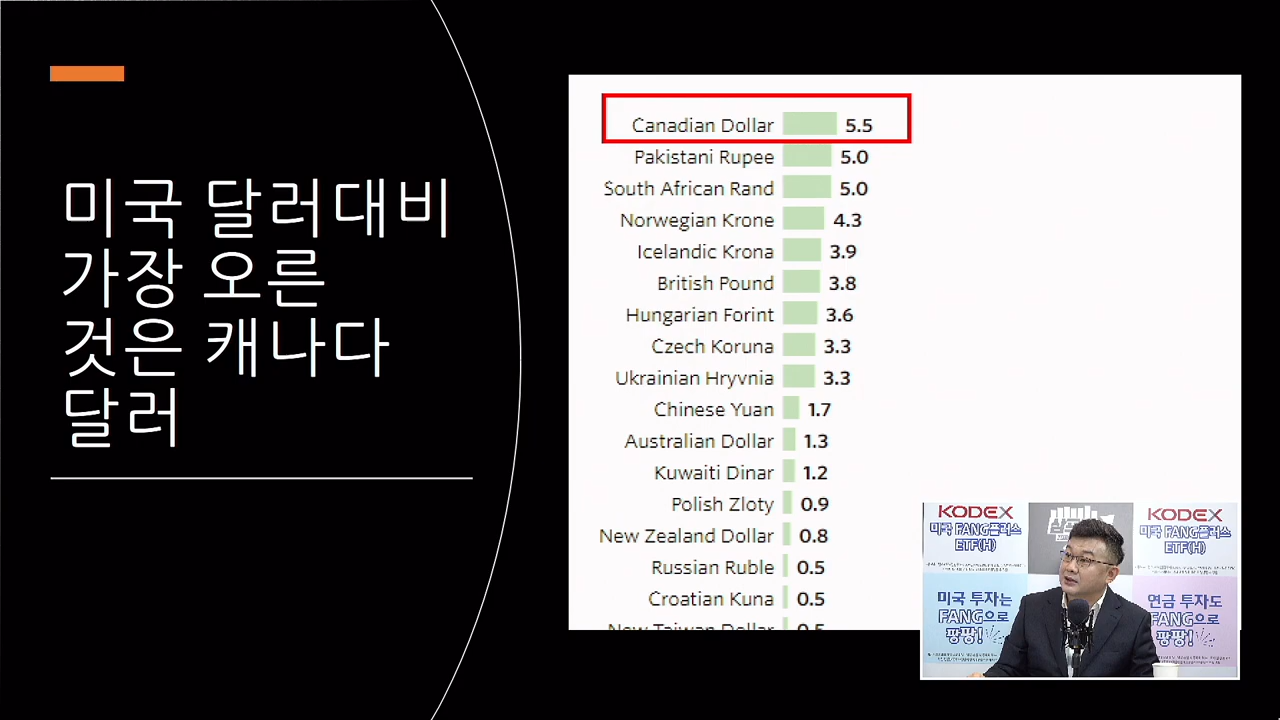 미국 달러대비
가장 오른
것은 캐나다
달러
Canadian Dollar 5.5
Pakistani Rupee 5.0
South African Rand 5.0
Norwegian Krone 4.3
Icelandic Krona 3.9
British Pound 3.8
Hungarian Forint 3.6
Czech Koruna 3.3
Ukrainian Hryvnia 3.3
Chinese Yuan 1.7
Australian Dollar 1.3
Kuwaiti Dinar 1.2
Polish Zloty 0.9
New Zealand Dollar 0.8
Russian Ruble 0.5
Croatian Kuna 0.5
New Taiwan Dollar 0.5
KODEX
미국 FANG플러스
ETF(H)
미국 투자는
FANG으로
팡팡!
KODEX
미국 FANG플러스
ETF(H)
연금 투자도
FANG으로
팡팡!